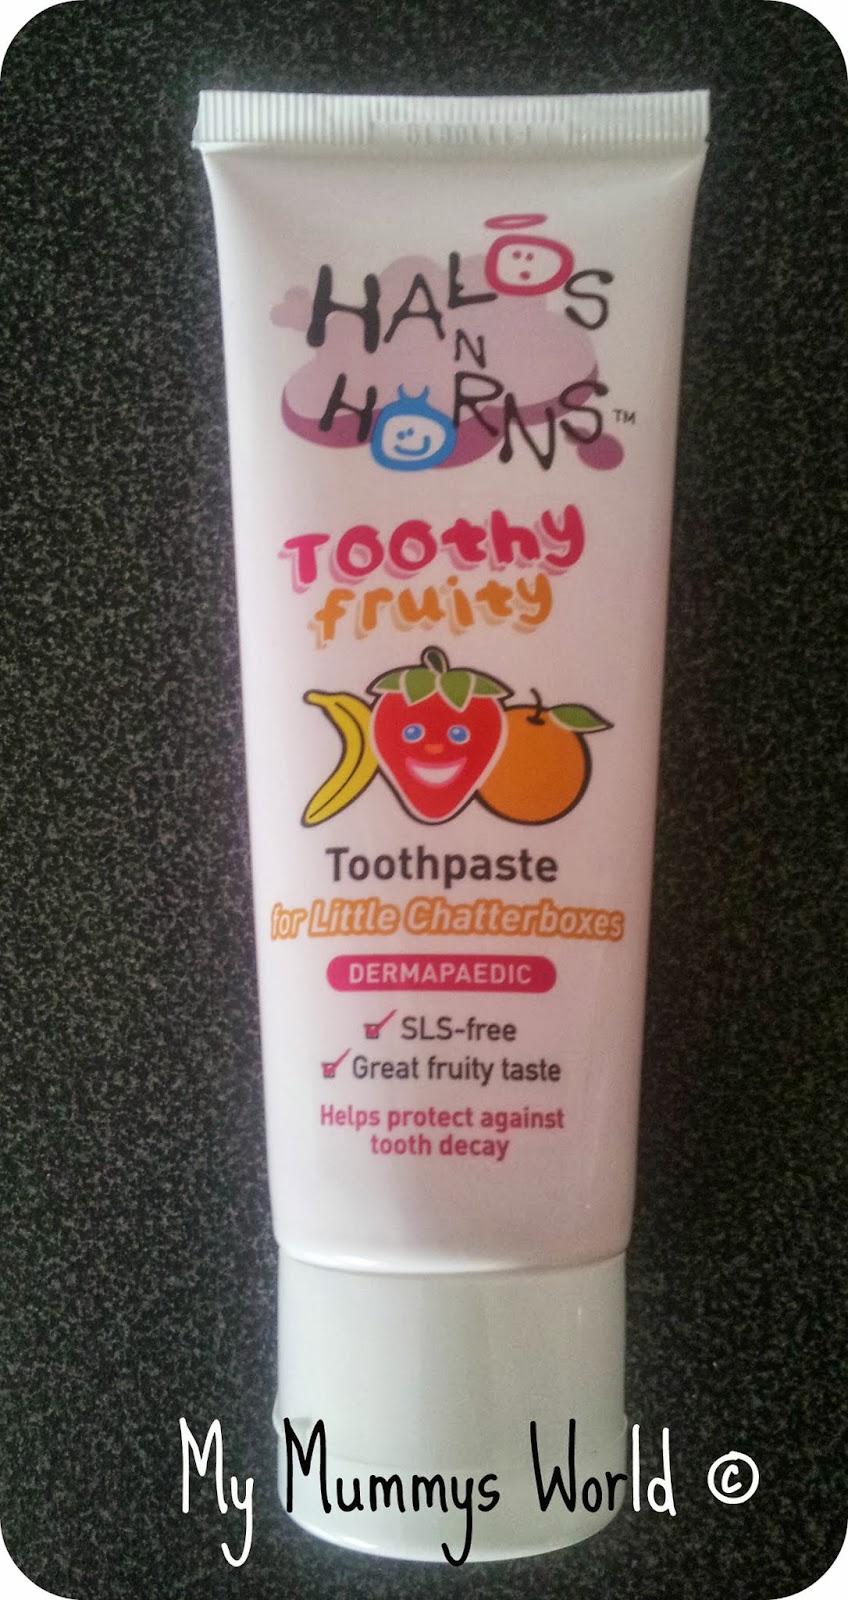 HALOS
N
HORNS™
Toothy
fruity
Toothpaste
for Little Chatterboxes
DERMAPAEDIC
SLS-free
Great fruity taste
Helps protect against
tooth decay
My Mummys World ©